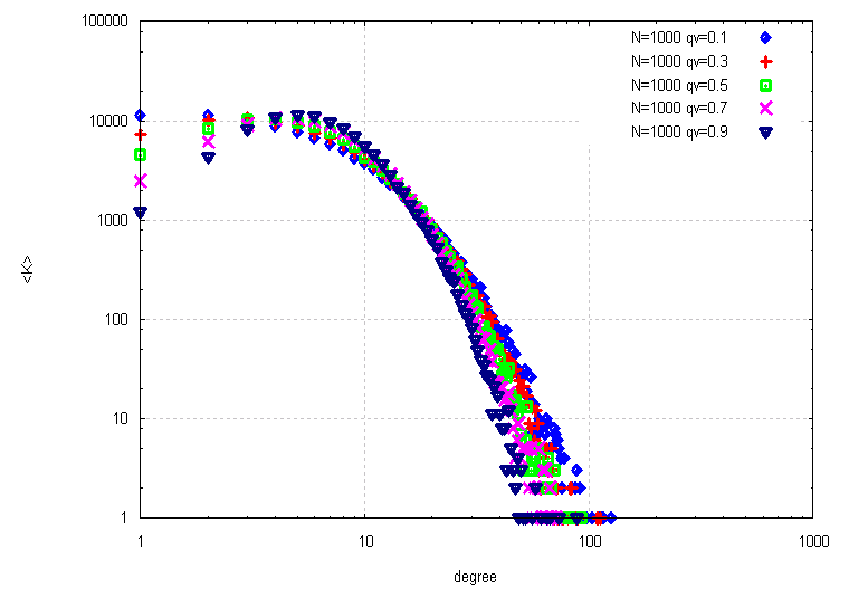 100000
10000
1000
100
10
1
<k>
N=1000 qv=0.1
N=1000 qv=0.3
N=1000 qv=0.5
N=1000 qv=0.7
N=1000 qv=0.9
1 10 100 1000
degree